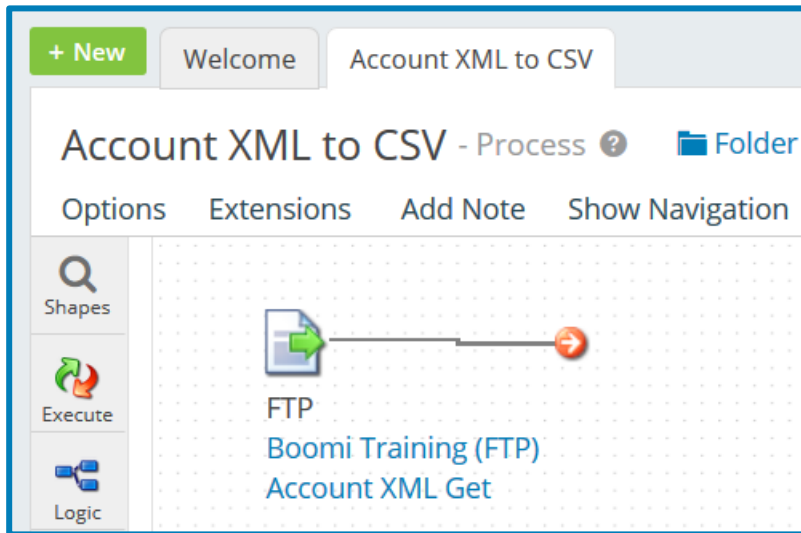 + New
Welcome
Account XML to CSV
Account XML to CSV - Process ?
Folder
Options
Extensions
Add Note
Show Navigation
Shapes
Execute
Logic
FTP
Boomi Training (FTP)
Account XML Get